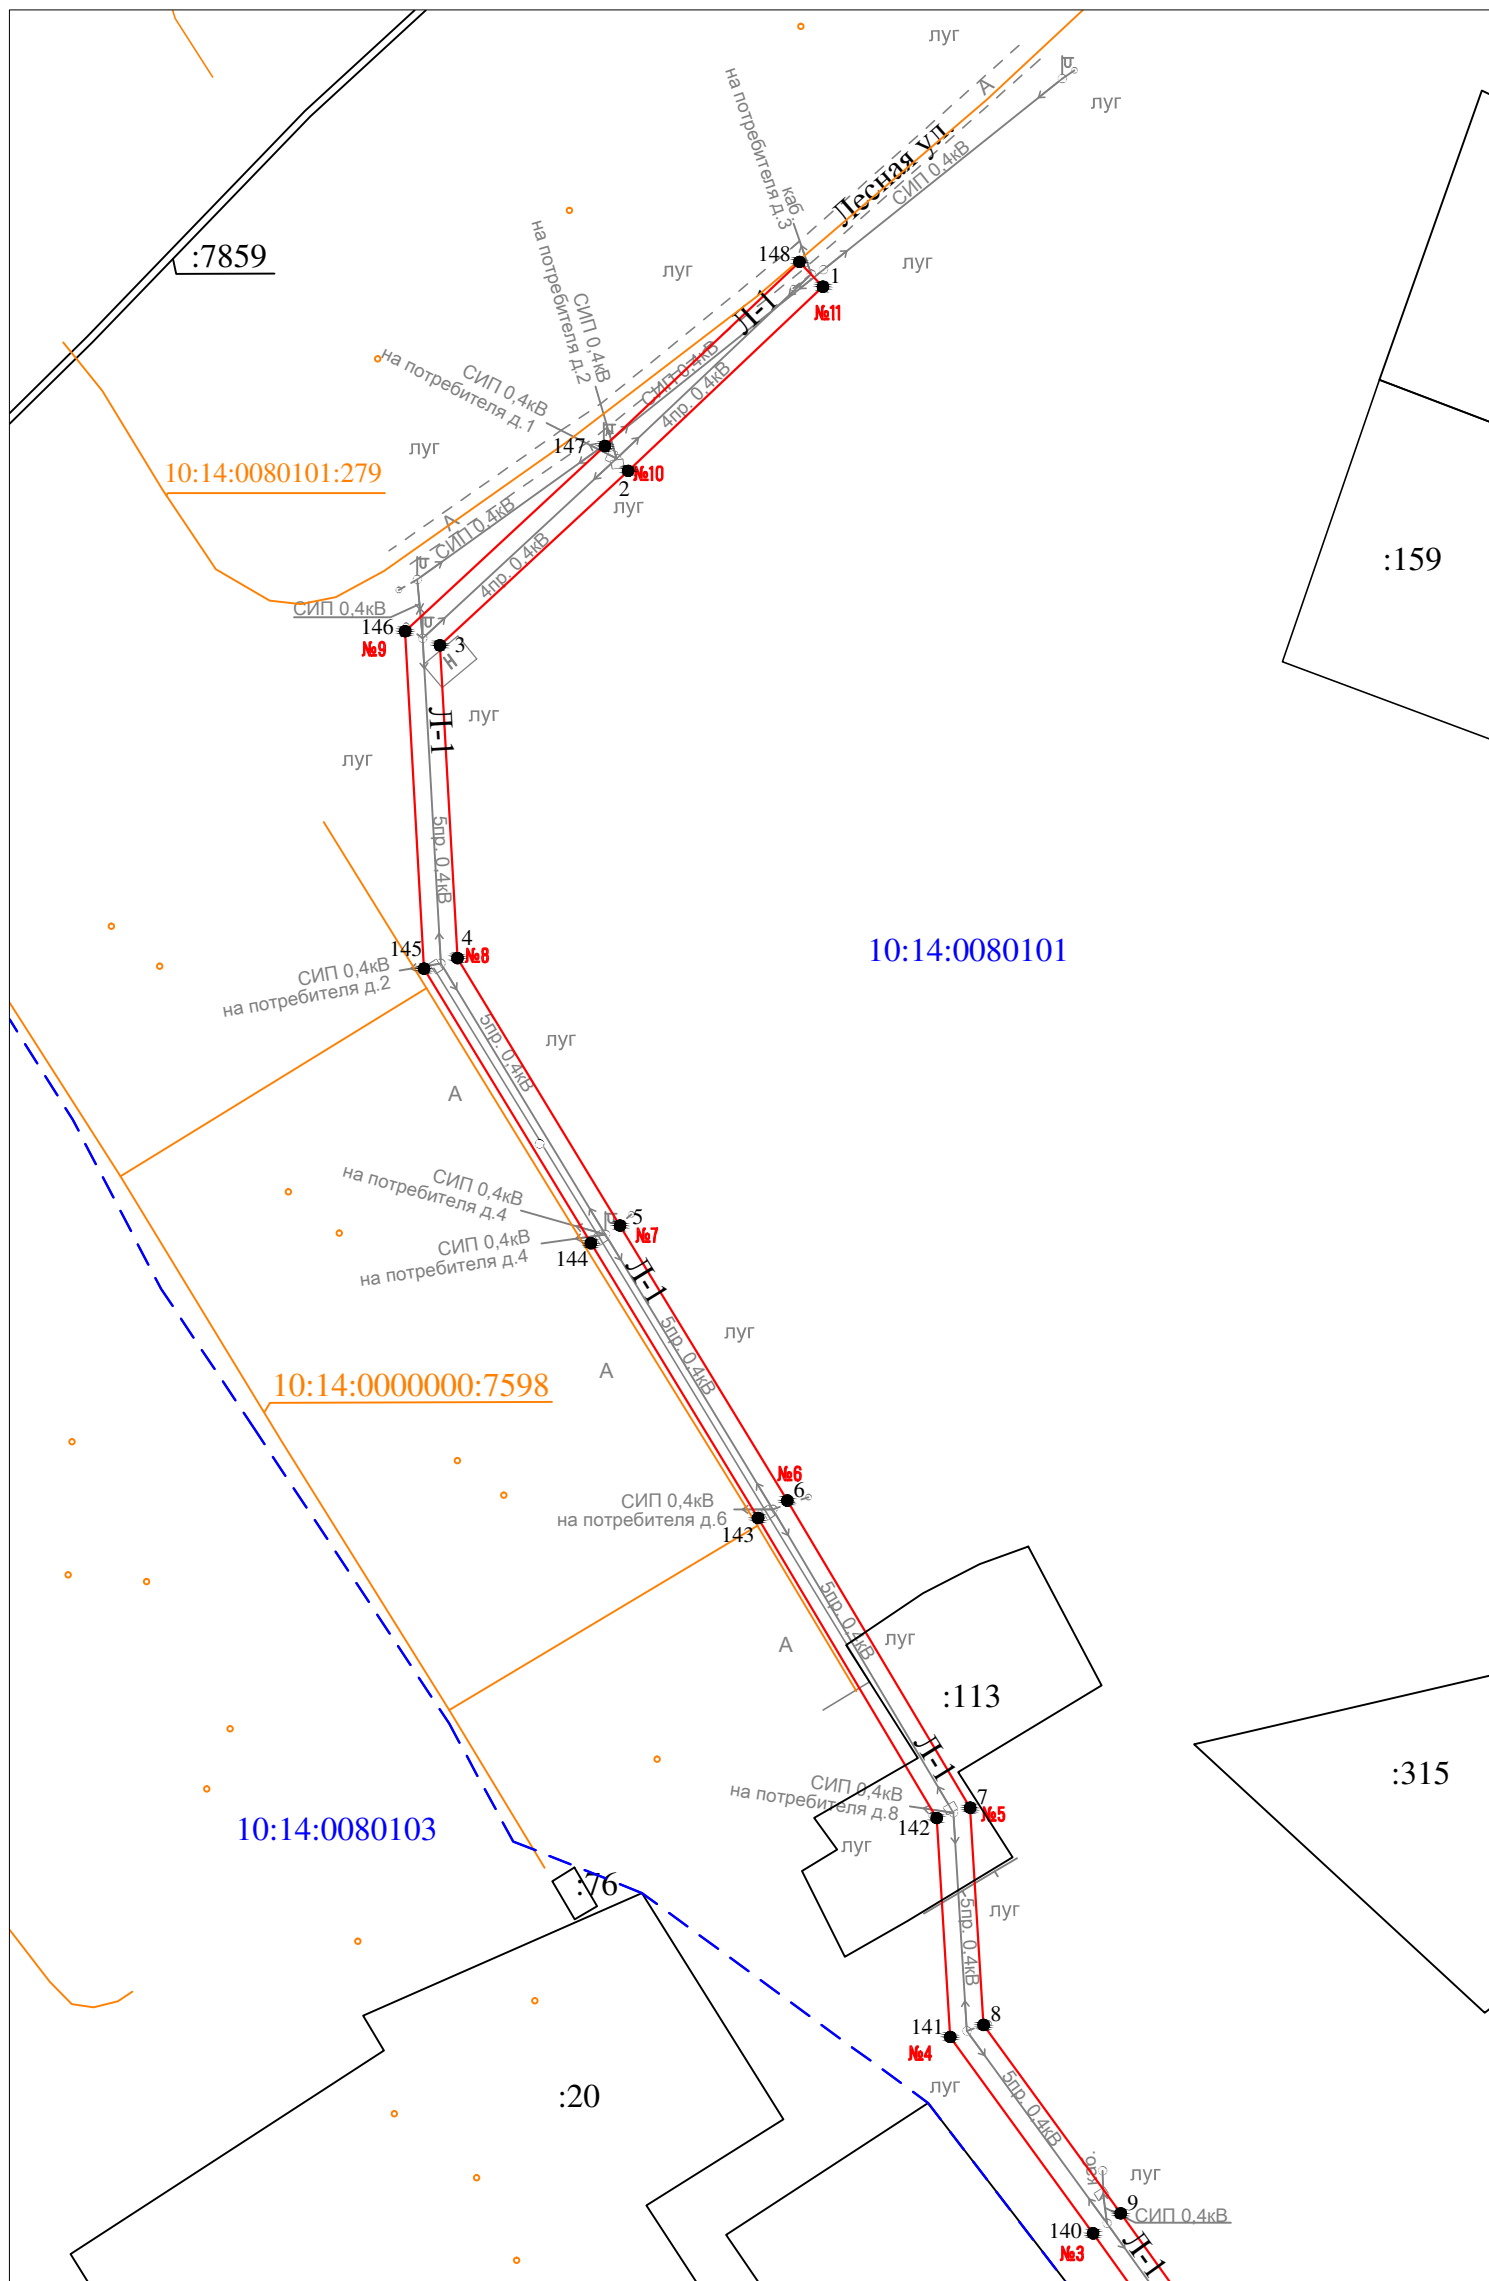 луг
А
луг
на потребителя д.3
каб.
Лесная ул.
СИП 0,4кВ
:7859
луг
луг
148
1
№11
Л-1
на потребителя д.2
СИП 0,4кВ
на потребителя д.1
СИП 0,4кВ
СИП 0,4кВ
4пр. 0,4кВ
147
луг
10:14:0080101:279
№10
2
луг
А
СИП 0,4кВ
4пр. 0,4кВ
:159
СИП 0,4кВ
146
№9
3
Н
Л-1
луг
луг
5пр. 0,4кВ
145
4
№8
10:14:0080101
СИП 0,4кВ
на потребителя д.2
5пр. 0,4кВ
луг
А
СИП 0,4кВ
на потребителя д.4
5
№7
СИП 0,4кВ
на потребителя д.4
144
Л-1
5пр. 0,4кВ
луг
А
10:14:0000000:7598
№6
6
СИП 0,4кВ
на потребителя д.6
143
5пр. 0,4кВ
луг
А
:113
Л-1
:315
СИП 0,4кВ
на потребителя д.8
7
№5
142
10:14:0080103
луг
:76
5пр. 0,4кВ
луг
8
141
№4
луг
:20
5пр. 0,4кВ
каб.
луг
9
СИП 0,4кВ
140
№3
Л-1